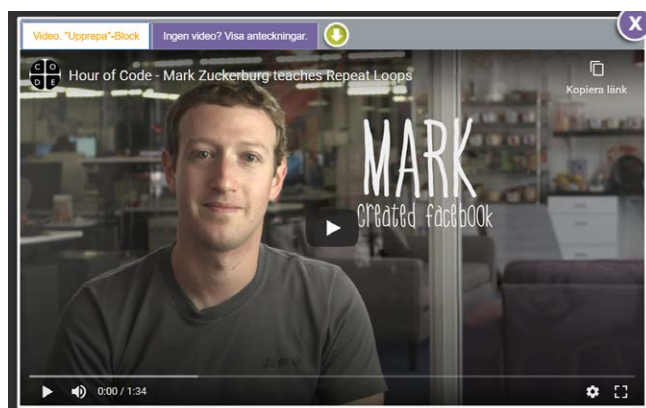 Video. "Upprepa"-Block
Ingen video? Visa anteckningar.
X
C O
D E
Hour of Code - Mark Zuckerburg teaches Repeat Loops
Kopiera länk
MARK
created facebook
0:00 / 1:34